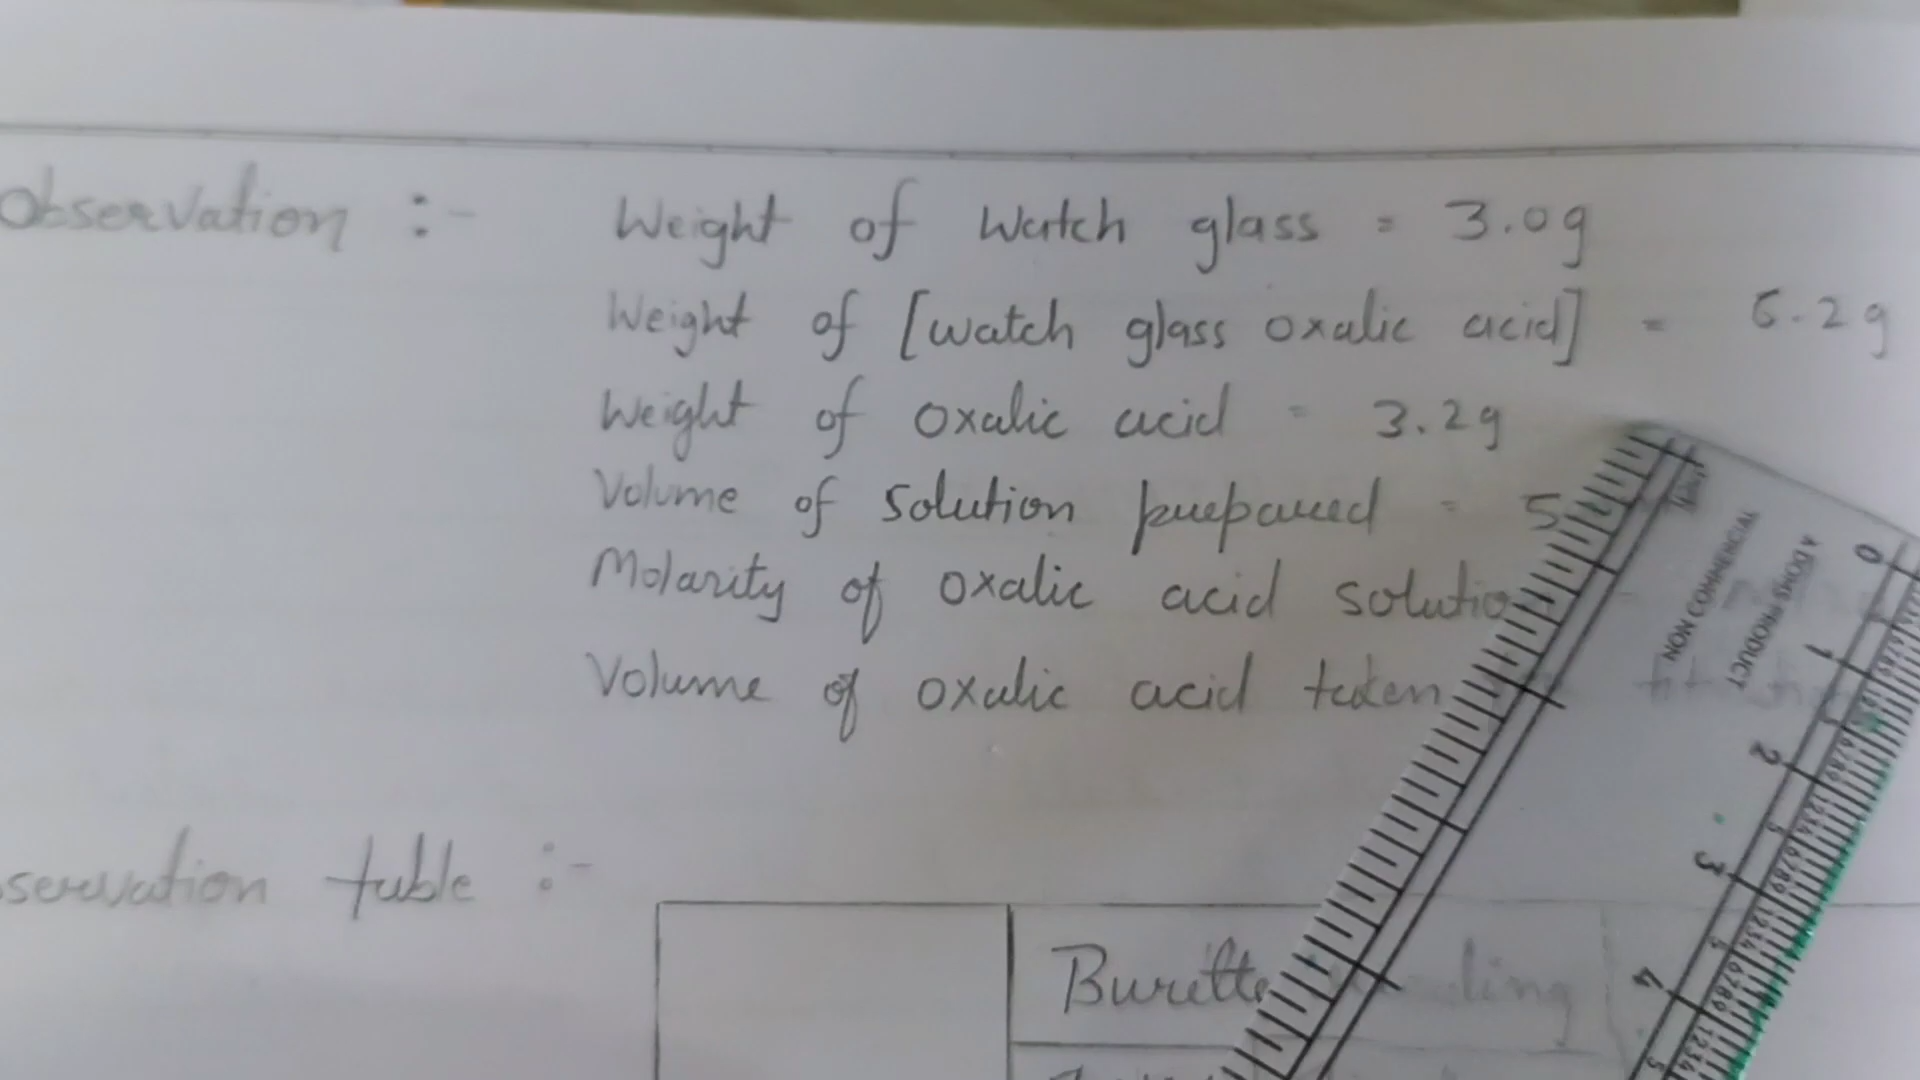 Observation :-
Weight of watch glass = 3.0g
Weight of [watch glass oxalic acid] = 6.2g
Weight of oxalic acid = 3.2g
Volume of solution prepared = 5
Molarity of oxalic acid solutio
Volume of oxalic acid taken
servation table :-
Burette
NON COMMERCIAL
A DOMS PRODUCT
0
1
2
3
4
5